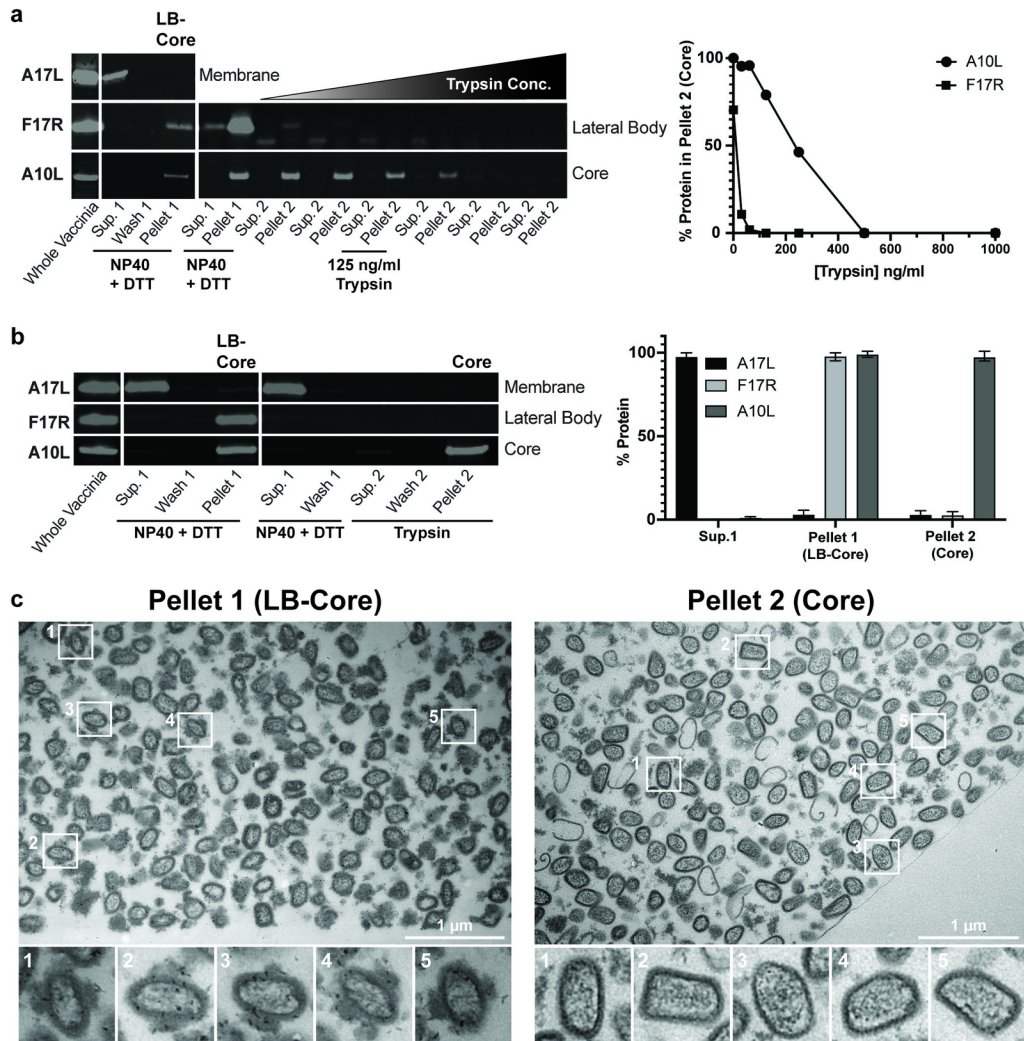 a
LB-
Core
A17L
Membrane
Trypsin Conc.
F17R
Lateral Body
A10L
Core
Whole Vaccinia
Sup. 1
Wash 1
Pellet 1
Sup. 1
Pellet 1
Sup. 2
Pellet 2
Sup. 2
Pellet 2
Sup. 2
Pellet 2
Sup. 2
Pellet 2
Sup. 2
Pellet 2
Sup. 2
Pellet 2
NP40
+ DTT
NP40
+ DTT
125 ng/ml
Trypsin
% Protein in Pellet 2 (Core)
100
50
0
0 200 400 600 800 1000
[Trypsin] ng/ml
A10L
F17R
b
LB-
Core
Core
A17L
Membrane
F17R
Lateral Body
A10L
Core
Whole Vaccinia
Sup. 1
Wash 1
Pellet 1
Sup. 1
Wash 1
Sup. 2
Wash 2
Pellet 2
NP40 + DTT
NP40 + DTT
Trypsin
% Protein
100
50
0
A17L
F17R
A10L
Sup.1
Pellet 1
(LB-Core)
Pellet 2
(Core)
c
Pellet 1 (LB-Core)
1
3
4
5
2
1 µm
1 2 3 4 5
Pellet 2 (Core)
2
5
1
4
3
1 µm
1 2 3 4 5